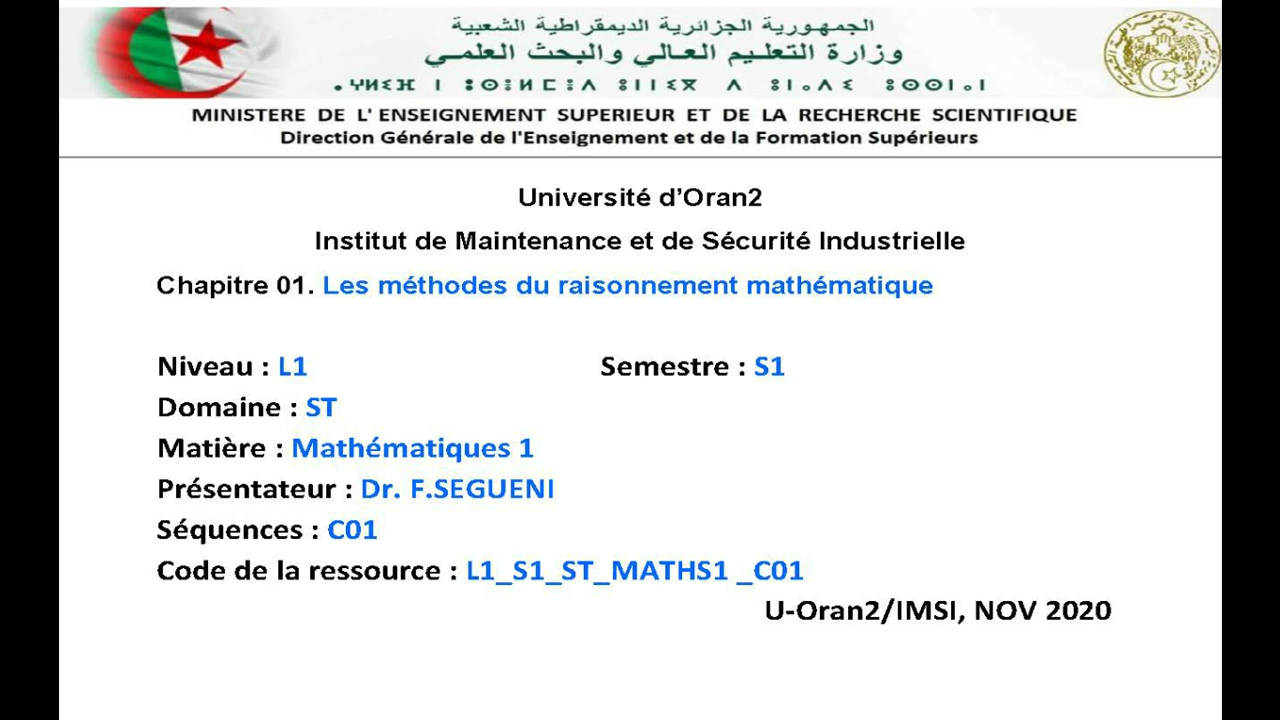 الجمهورية الجزائرية الديمقراطية الشعبية
وزارة التعليم العالي والبحث العلمي
MINISTERE DE L' ENSEIGNEMENT SUPERIEUR ET DE LA RECHERCHE SCIENTIFIQUE
Direction Générale de l'Enseignement et de la Formation Supérieurs
Université d’Oran2
Institut de Maintenance et de Sécurité Industrielle
Chapitre 01. Les méthodes du raisonnement mathématique
Niveau : L1 Semestre : S1
Domaine : ST
Matière : Mathématiques 1
Présentateur : Dr. F.SEGUENI
Séquences : C01
Code de la ressource : L1_S1_ST_MATHS1 _C01
U-Oran2/IMSI, NOV 2020